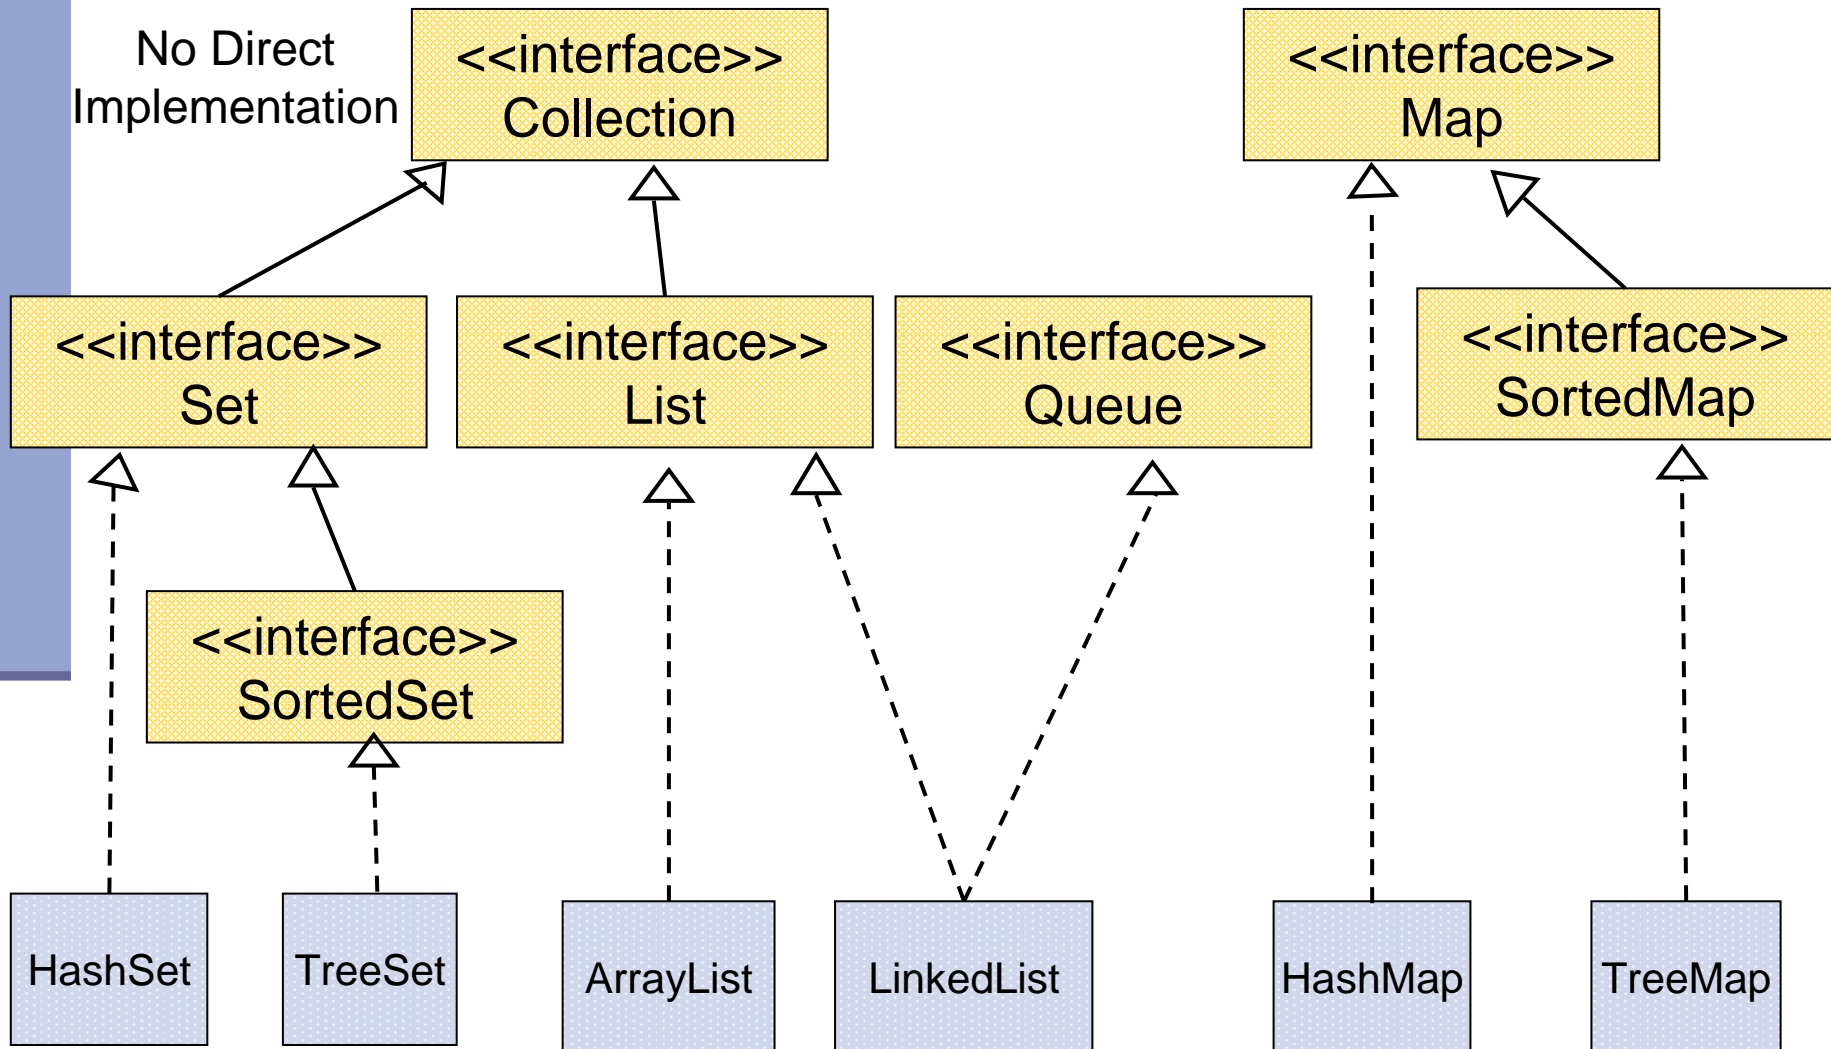 No Direct
Implementation
<<interface>>
Collection
<<interface>>
Map
<<interface>>
Set
<<interface>>
List
<<interface>>
Queue
<<interface>>
SortedMap
<<interface>>
SortedSet
HashSet
TreeSet
ArrayList
LinkedList
HashMap
TreeMap